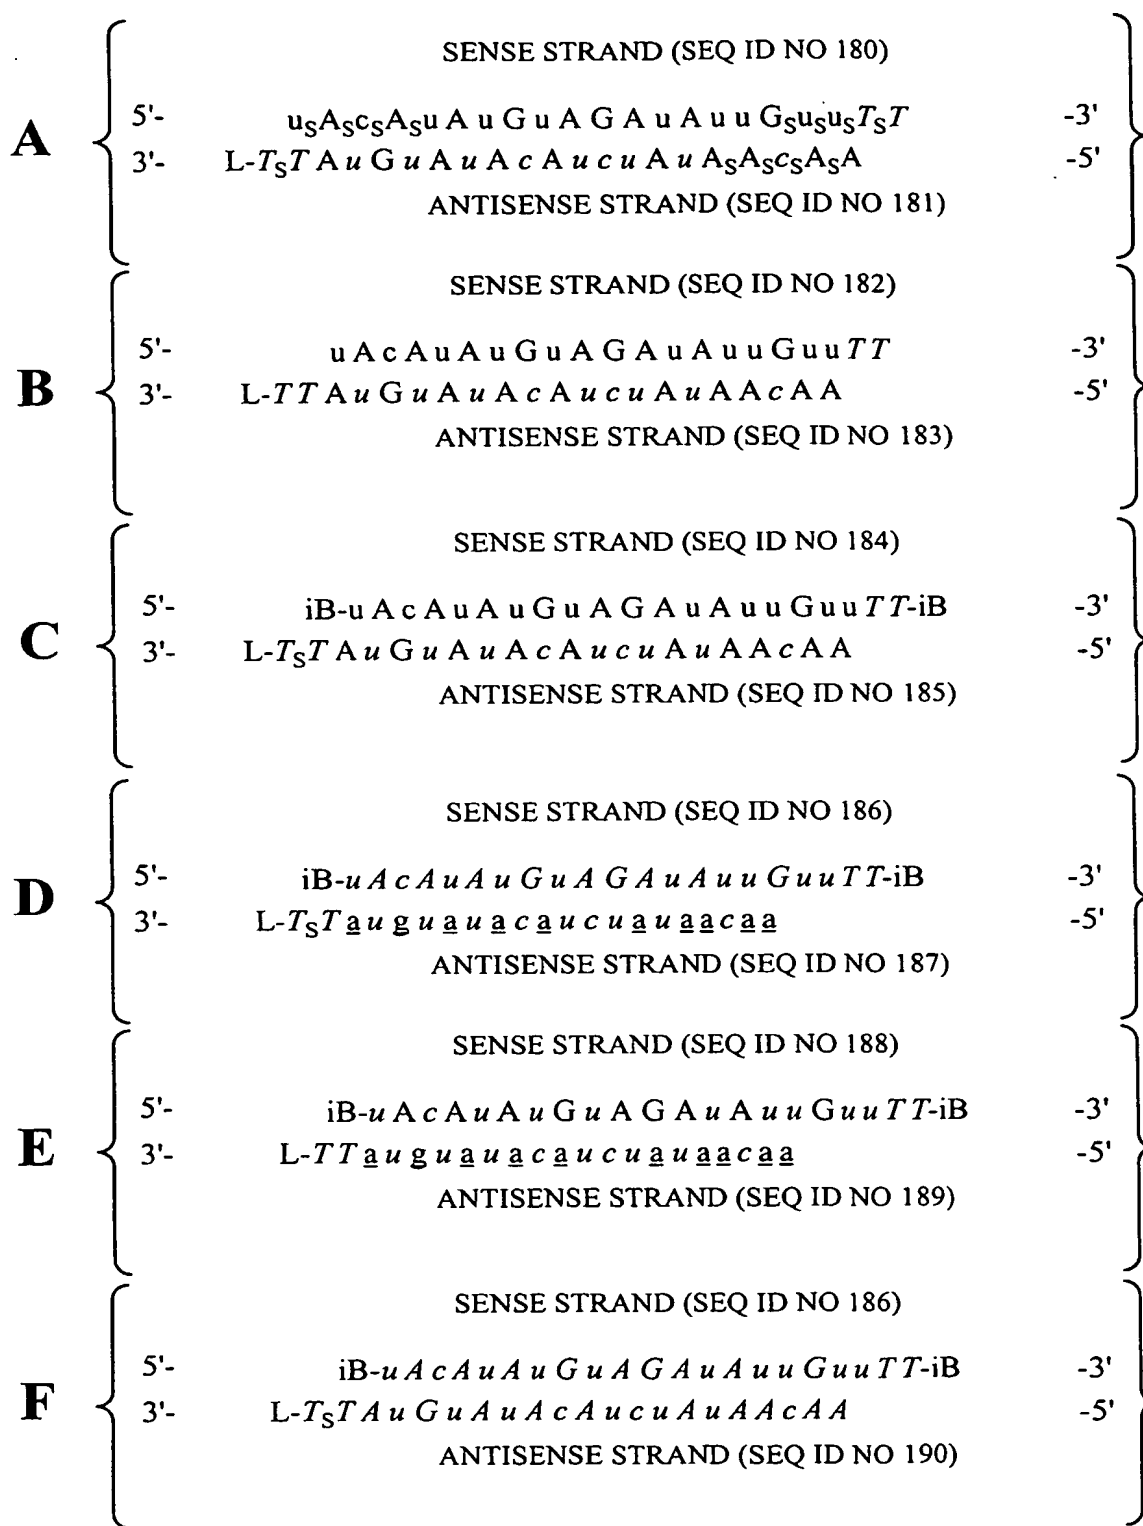 SENSE STRAND (SEQ ID NO 180)
A
5'- uSAScSASu A u G u A G A u A u u GSuSuSTST -3'
3'- L-TST A u G u A u A c A u c u A u ASAScSASA -5'
ANTISENSE STRAND (SEQ ID NO 181)
SENSE STRAND (SEQ ID NO 182)
B
5'- u A c A u A u G u A G A u A u u G u u T T -3'
3'- L-T T A u G u A u A c A u c u A u A A c A A -5'
ANTISENSE STRAND (SEQ ID NO 183)
SENSE STRAND (SEQ ID NO 184)
C
5'- iB-u A c A u A u G u A G A u A u u G u u T T-iB -3'
3'- L-TST A u G u A u A c A u c u A u A A c A A -5'
ANTISENSE STRAND (SEQ ID NO 185)
SENSE STRAND (SEQ ID NO 186)
D
5'- iB-u A c A u A u G u A G A u A u u G u u T T-iB -3'
3'- L-TST a u g u a u a c a u c u a u a a c a a -5'
ANTISENSE STRAND (SEQ ID NO 187)
SENSE STRAND (SEQ ID NO 188)
E
5'- iB-u A c A u A u G u A G A u A u u G u u T T-iB -3'
3'- L-T T a u g u a u a c a u c u a u a a c a a -5'
ANTISENSE STRAND (SEQ ID NO 189)
SENSE STRAND (SEQ ID NO 186)
F
5'- iB-u A c A u A u G u A G A u A u u G u u T T-iB -3'
3'- L-TST A u G u A u A c A u c u A u A A c A A -5'
ANTISENSE STRAND (SEQ ID NO 190)